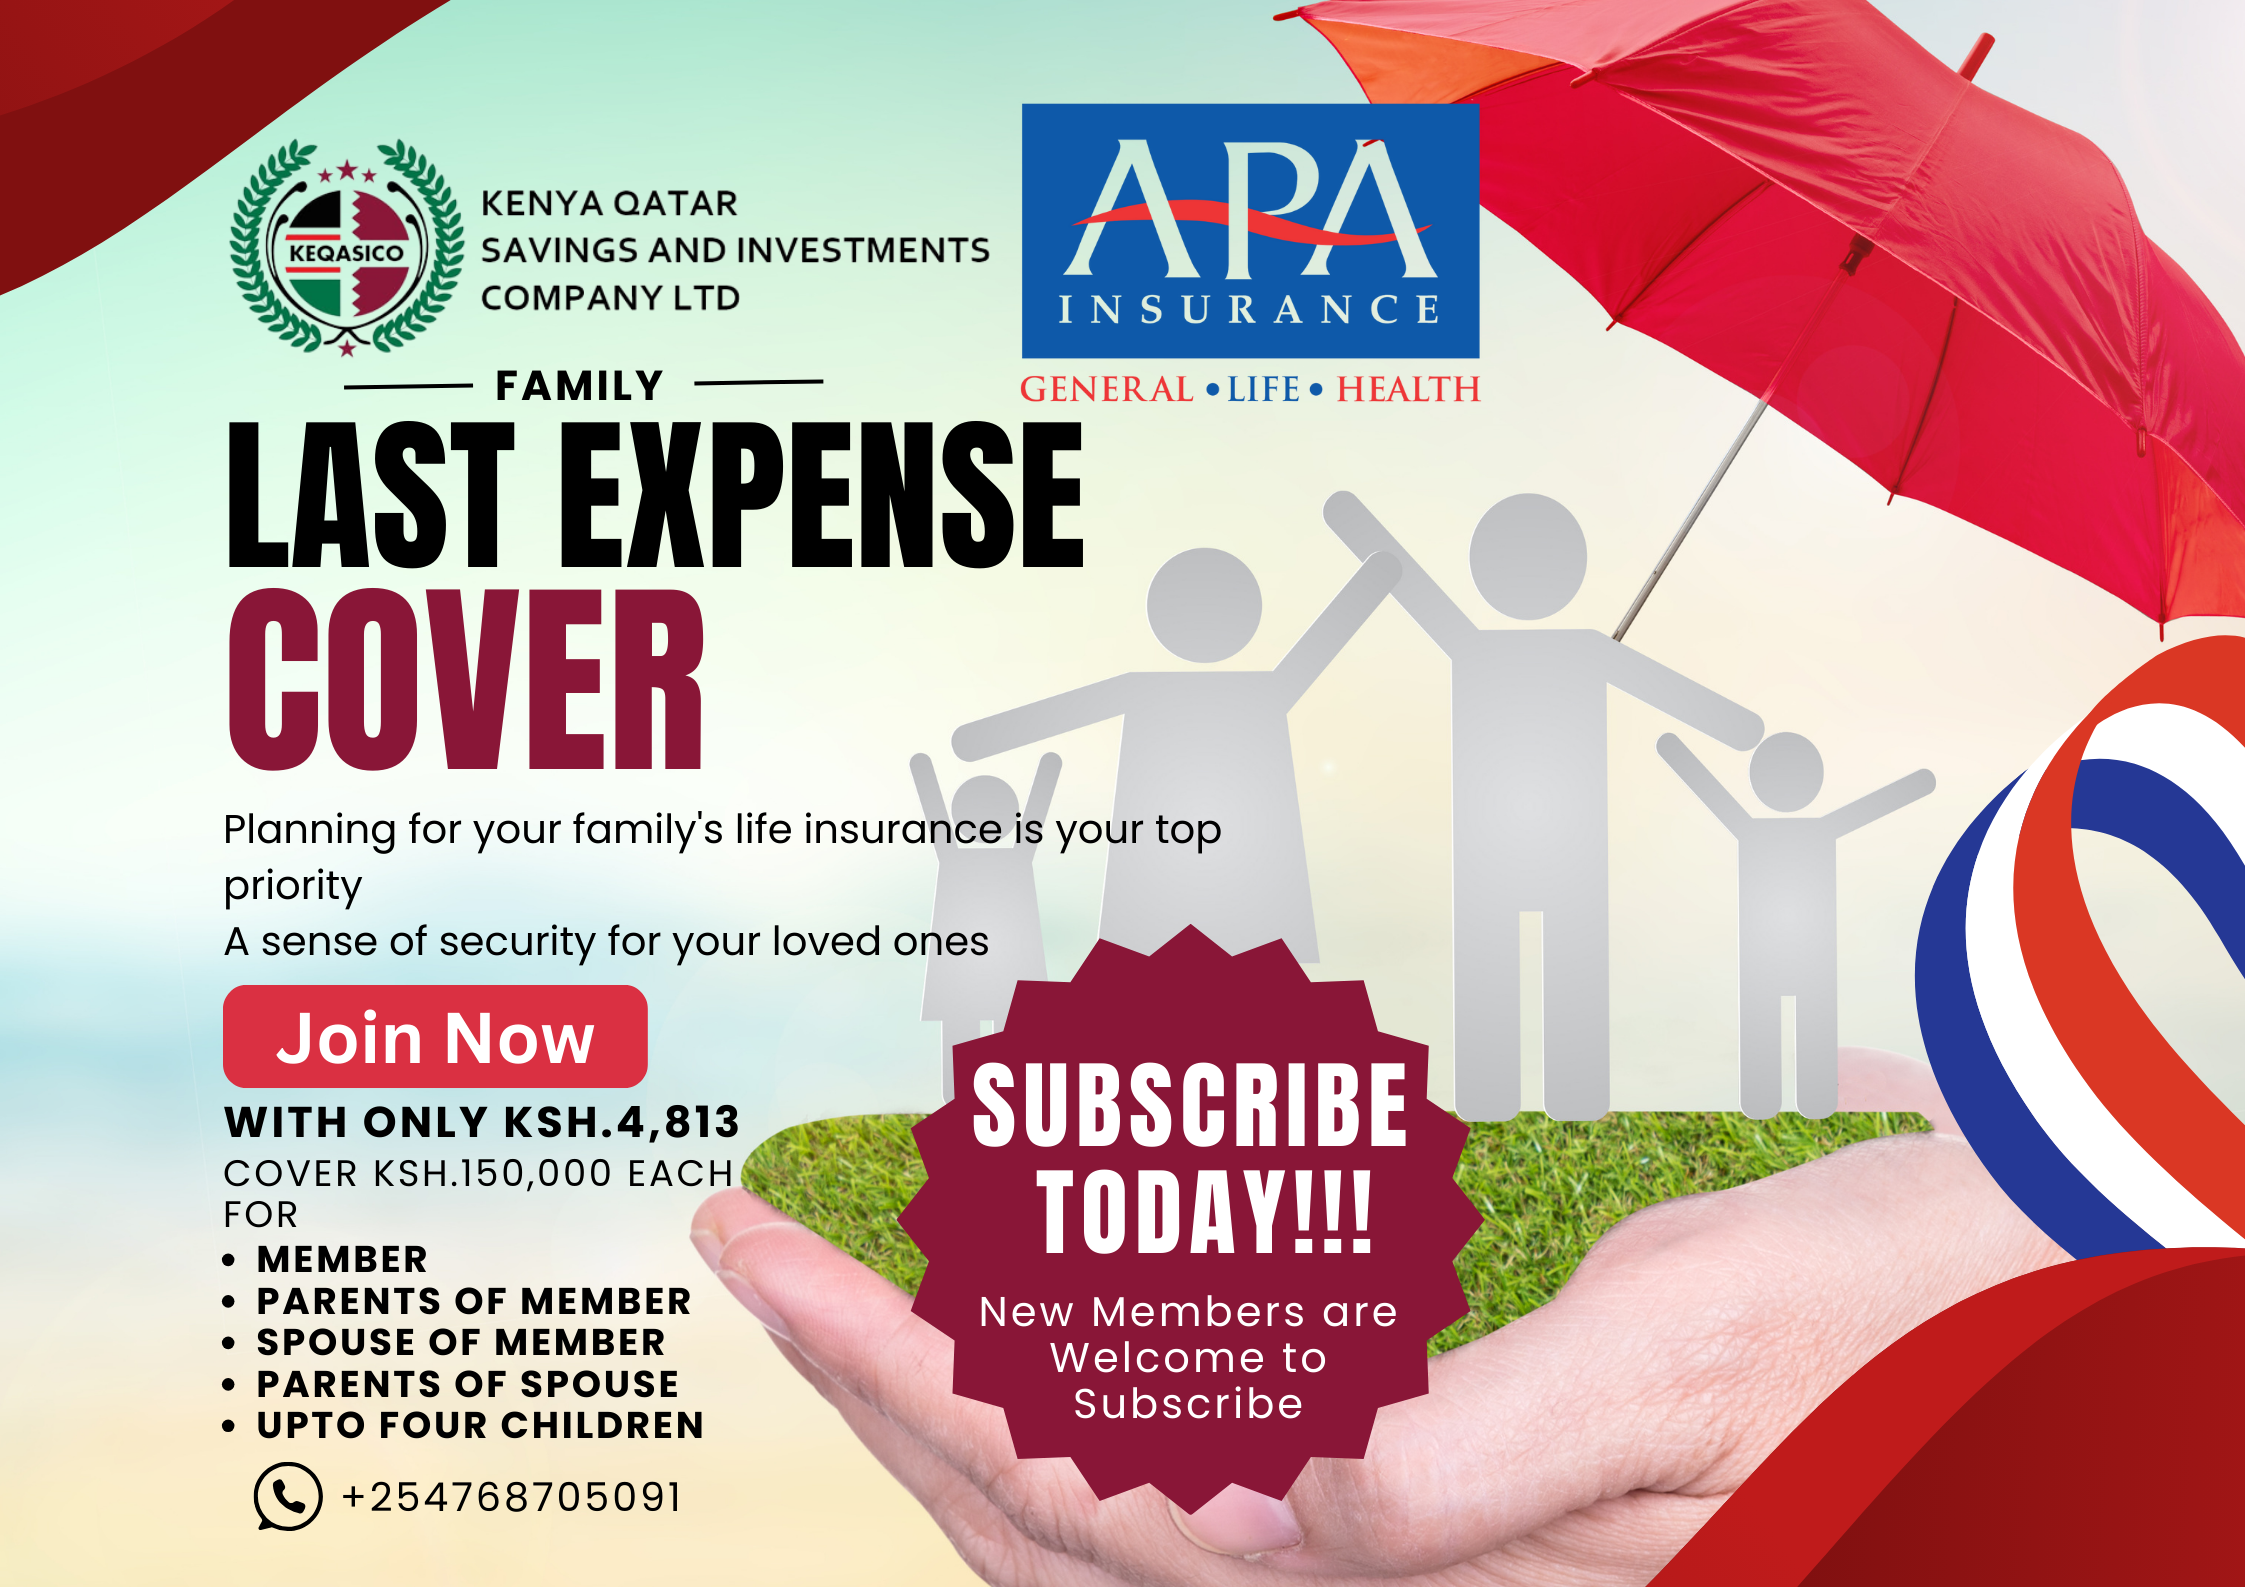 KEQASICO
KENYA QATAR
SAVINGS AND INVESTMENTS
COMPANY LTD
APA
INSURANCE
GENERAL • LIFE • HEALTH
FAMILY
LAST EXPENSE
COVER
Planning for your family's life insurance is your top
priority
A sense of security for your loved ones
Join Now
WITH ONLY KSH.4,813
COVER KSH.150,000 EACH
FOR
• MEMBER
• PARENTS OF MEMBER
• SPOUSE OF MEMBER
• PARENTS OF SPOUSE
• UPTO FOUR CHILDREN
+254768705091
SUBSCRIBE
TODAY!!!
New Members are
Welcome to
Subscribe